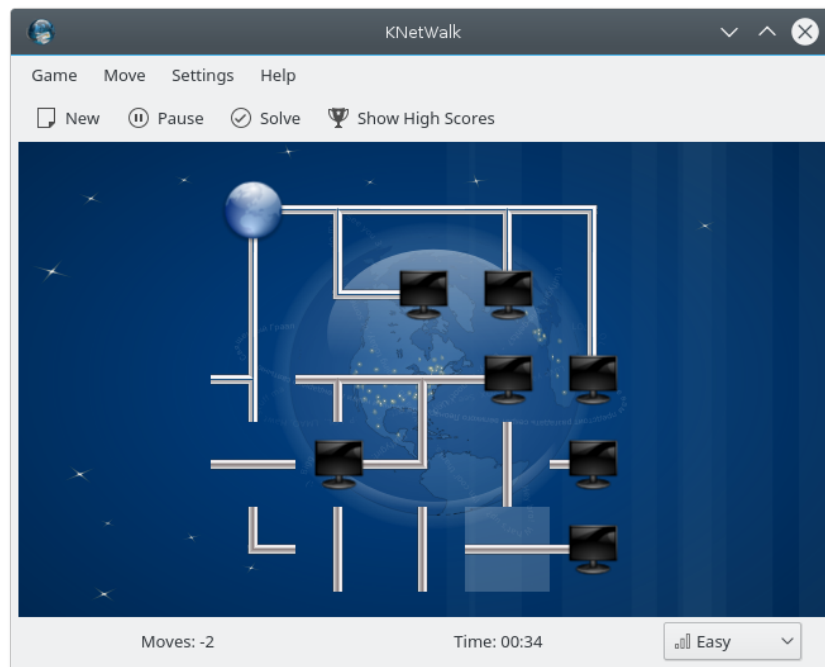 KNetWalk
Game Move Settings Help
New Pause Solve Show High Scores
Moves: -2 Time: 00:34 Easy